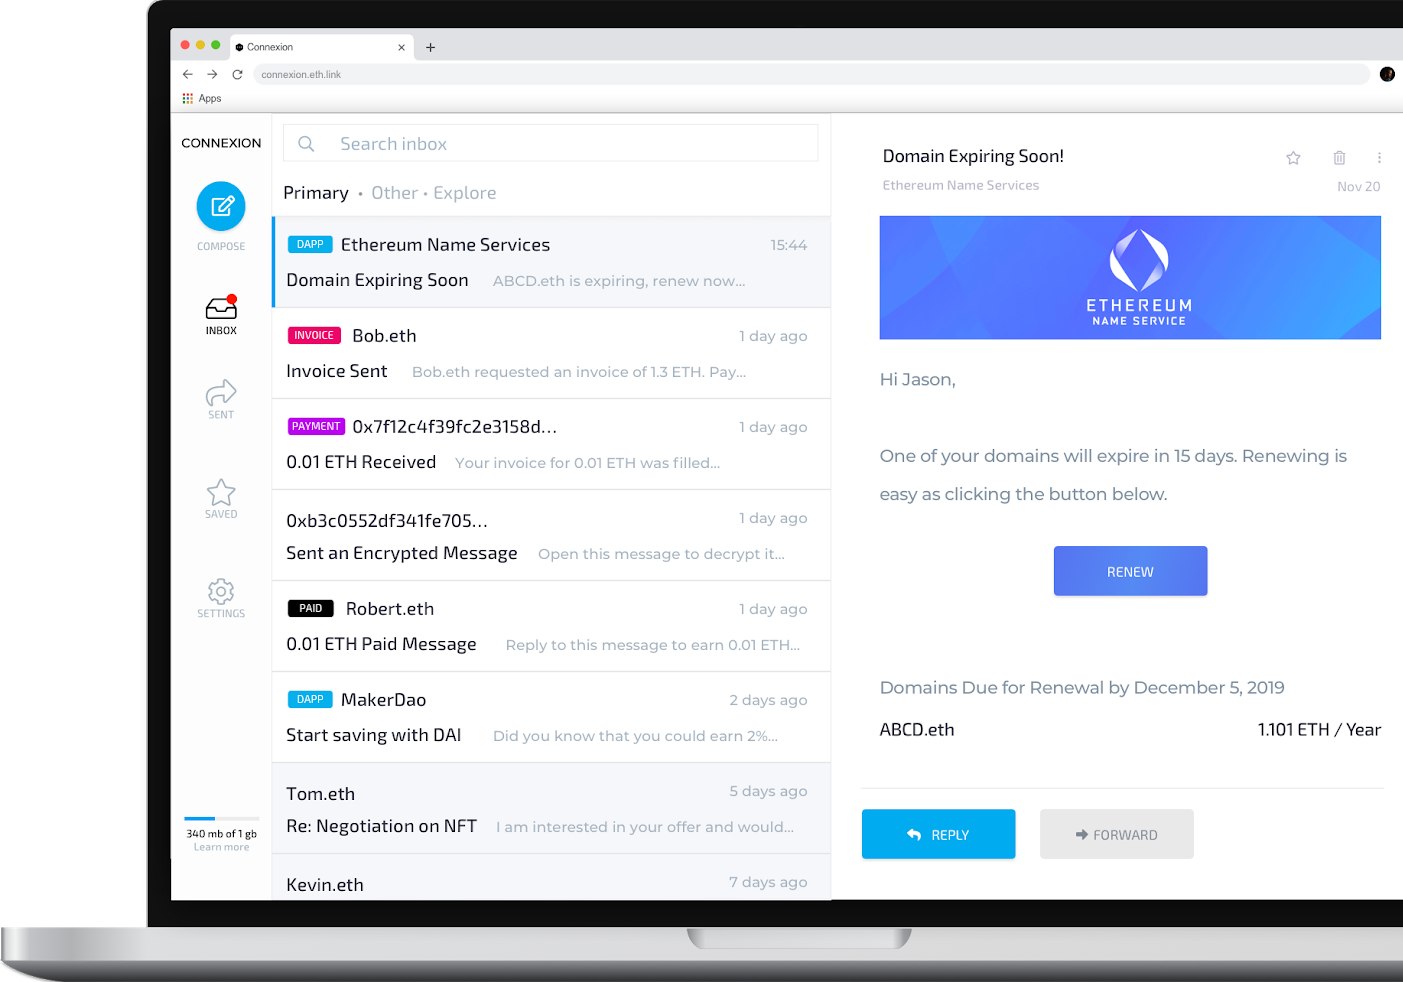 Connexion
connexion.eth.link
Apps
CONNEXION
COMPOSE
INBOX
SENT
SAVED
SETTINGS
340 mb of 1 gb
Learn more
Search inbox
Primary • Other • Explore
DAPP Ethereum Name Services 15:44
Domain Expiring Soon ABCD.eth is expiring, renew now...
INVOICE Bob.eth 1 day ago
Invoice Sent Bob.eth requested an invoice of 1.3 ETH. Pay...
PAYMENT 0x7f12c4f39fc2e3158d... 1 day ago
0.01 ETH Received Your invoice for 0.01 ETH was filled...
0xb3c0552df341fe705... 1 day ago
Sent an Encrypted Message Open this message to decrypt it...
PAID Robert.eth 1 day ago
0.01 ETH Paid Message Reply to this message to earn 0.01 ETH...
DAPP MakerDao 2 days ago
Start saving with DAI Did you know that you could earn 2%...
Tom.eth 5 days ago
Re: Negotiation on NFT I am interested in your offer and would...
Kevin.eth 7 days ago
Domain Expiring Soon!
Ethereum Name Services Nov 20
ETHEREUM
NAME SERVICE
Hi Jason,
One of your domains will expire in 15 days. Renewing is
easy as clicking the button below.
RENEW
Domains Due for Renewal by December 5, 2019
ABCD.eth 1.101 ETH / Year
REPLY FORWARD